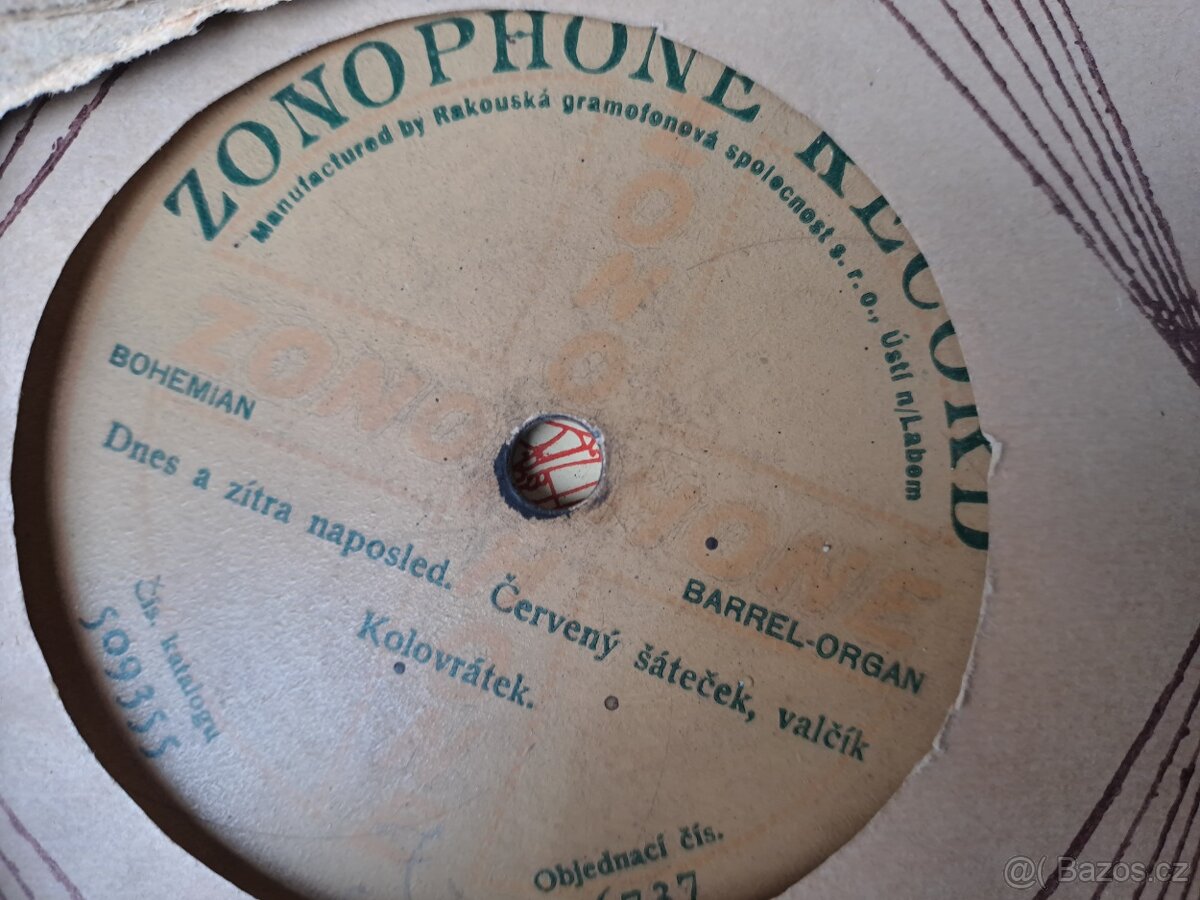 ZONOPHONE RECORD
Manufactured by Rakouská gramofonová spolecnost s. r. o., Ústí n/Labem
ZONOPHONE
BOHEMIAN
BARREL-ORGAN
Dnes a zítra naposled. Červený šáteček, valčík
Kolovrátek.
Čís. katalogu
509355
Objednací čís.
@( Bazos.cz